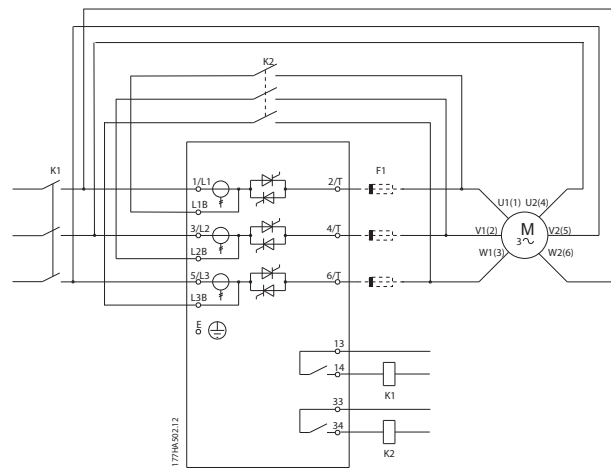 K2
K1
F1
1/L1
2/T
L1B
3/L2
4/T
L2B
5/L3
6/T
L3B
E
U1(1) U2(4)
V1(2) M V2(5)
3
W1(3) W2(6)
13
14
K1
33
34
K2
177HA502.12